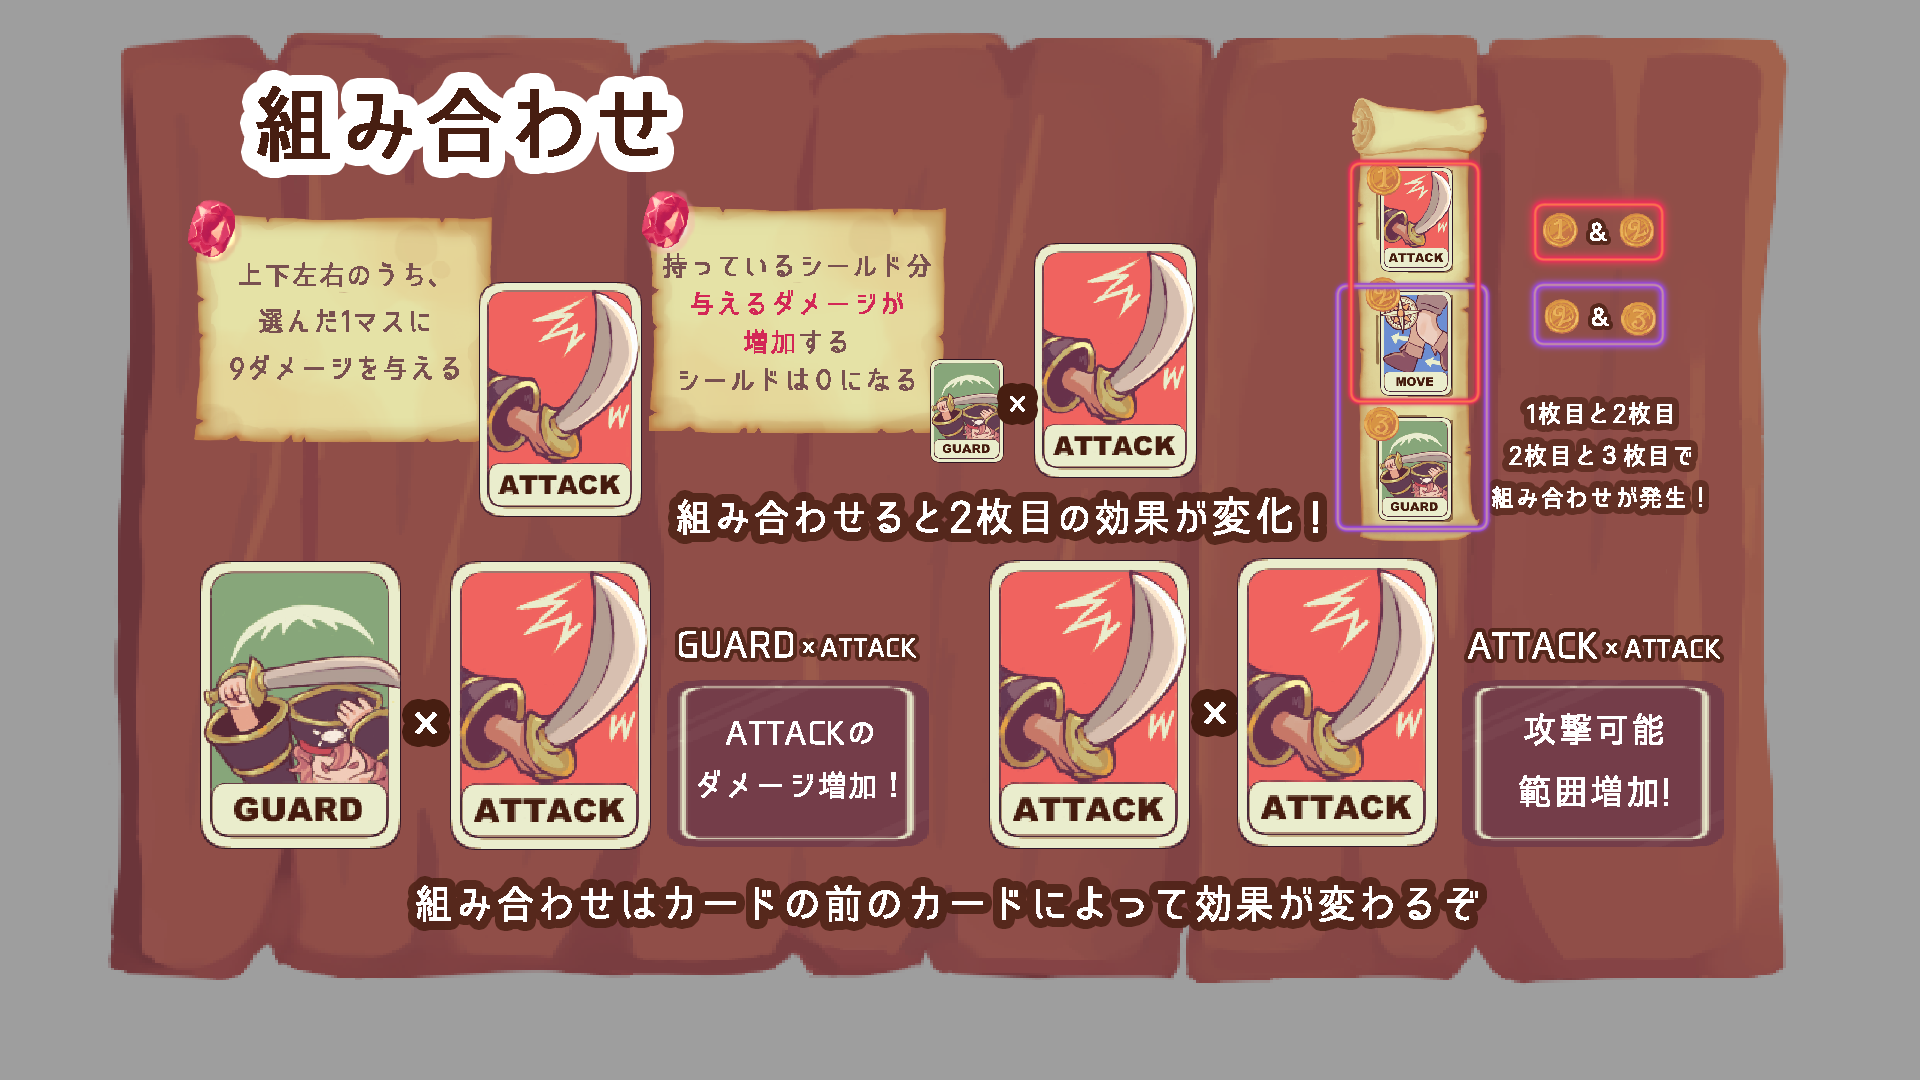 組み合わせ
上下左右のうち、
選んだ1マスに
9ダメージを与える
W
ATTACK
持っているシールド分
与えるダメージが
増加する
シールドは0になる
GUARD
×
W
ATTACK
組み合わせると2枚目の効果が変化！
1
W
ATTACK
2
MOVE
3
GUARD
1 & 2
2 & 3
1枚目と2枚目
2枚目と３枚目で
組み合わせが発生！
GUARD
×
W
ATTACK
GUARD×ATTACK
ATTACKの
ダメージ増加！
W
ATTACK
×
W
ATTACK
ATTACK×ATTACK
攻撃可能
範囲増加!
組み合わせはカードの前のカードによって効果が変わるぞ